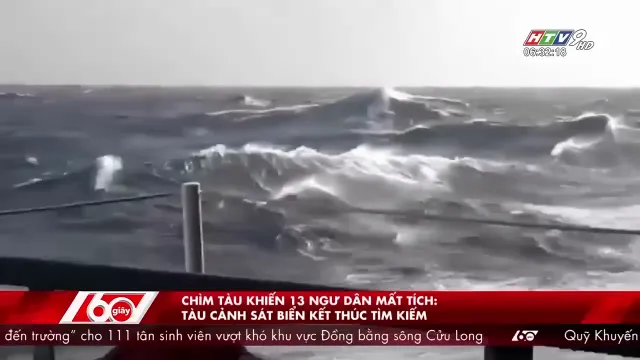 HTV9 HD
06:32:18
60 giây
CHÌM TÀU KHIẾN 13 NGƯ DÂN MẤT TÍCH:
TÀU CẢNH SÁT BIỂN KẾT THÚC TÌM KIẾM
đến trường” cho 111 tân sinh viên vượt khó khu vực Đồng bằng sông Cửu Long 60 giây Quỹ Khuyến